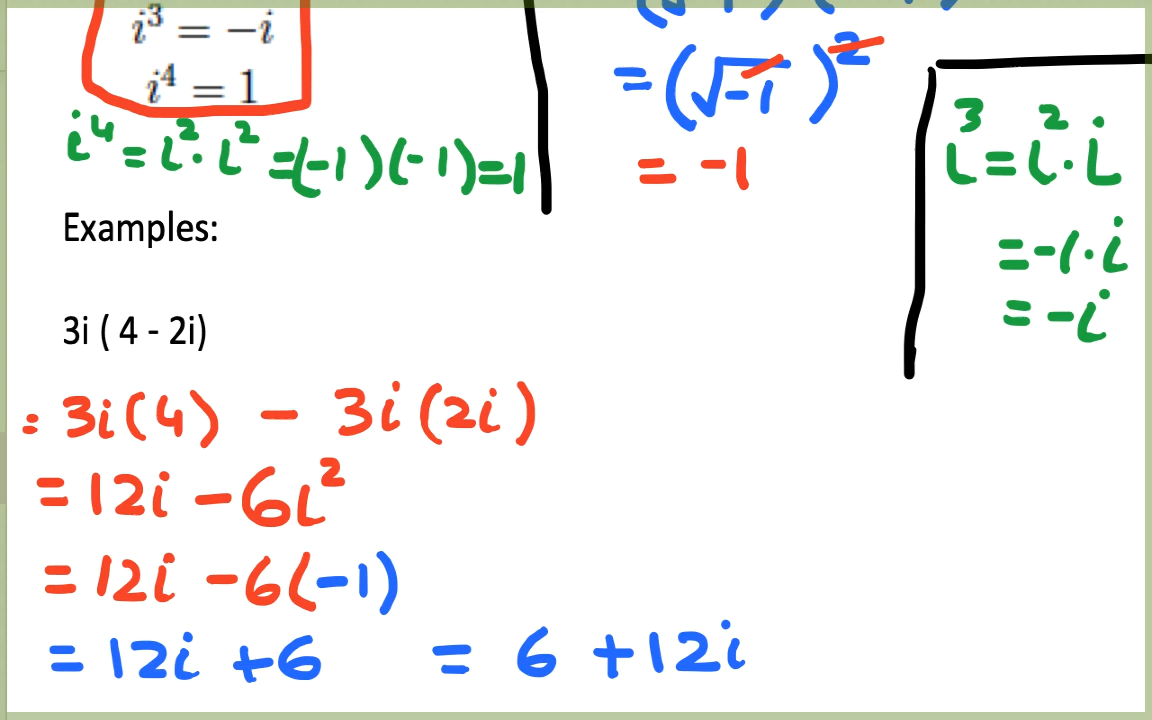 i³ = −i
i⁴ = 1
i⁴ = i² · i² = (−1)(−1) = 1
= (√−1)²
= −1
i³ = i² · i
= −1 · i
= −i
Examples:
3i ( 4 - 2i)
= 3i(4) − 3i(2i)
= 12i − 6i²
= 12i − 6(−1)
= 12i + 6 = 6 + 12i